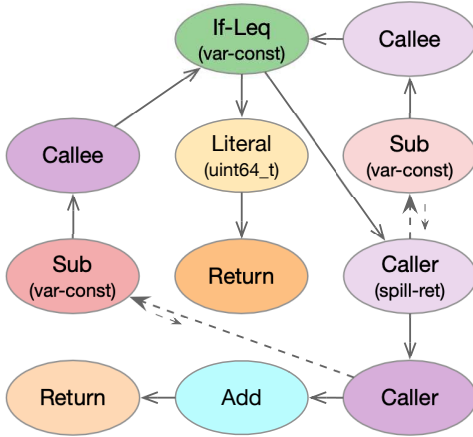 If-Leq
(var-const)
Callee
Callee
Literal
(uint64_t)
Sub
(var-const)
Sub
(var-const)
Return
Caller
(spill-ret)
Return
Add
Caller